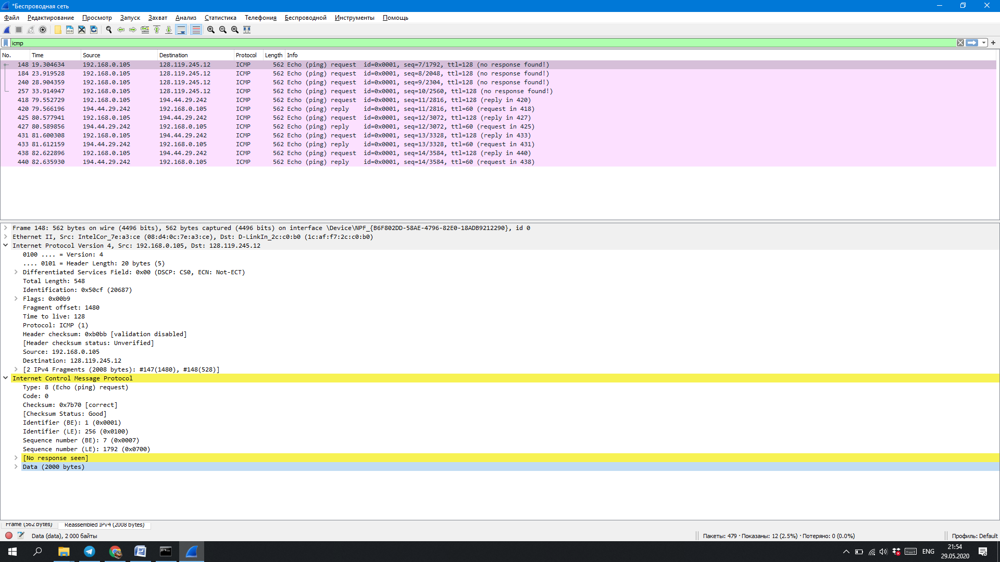 *Беспроводная сеть
Файл Редактирование Просмотр Запуск Захват Анализ Статистика Телефония Беспроводной Инструменты Помощь
icmp
No. Time Source Destination Protocol Length Info
148 19.304634 192.168.0.105 128.119.245.12 ICMP 562 Echo (ping) request id=0x0001, seq=7/1792, ttl=128 (no response found!)
184 23.919528 192.168.0.105 128.119.245.12 ICMP 562 Echo (ping) request id=0x0001, seq=8/2048, ttl=128 (no response found!)
240 28.904359 192.168.0.105 128.119.245.12 ICMP 562 Echo (ping) request id=0x0001, seq=9/2304, ttl=128 (no response found!)
257 33.914947 192.168.0.105 128.119.245.12 ICMP 562 Echo (ping) request id=0x0001, seq=10/2560, ttl=128 (no response found!)
418 79.552729 192.168.0.105 194.44.29.242 ICMP 562 Echo (ping) request id=0x0001, seq=11/2816, ttl=128 (reply in 420)
420 79.566196 194.44.29.242 192.168.0.105 ICMP 562 Echo (ping) reply id=0x0001, seq=11/2816, ttl=60 (request in 418)
425 80.577941 192.168.0.105 194.44.29.242 ICMP 562 Echo (ping) request id=0x0001, seq=12/3072, ttl=128 (reply in 427)
427 80.589856 194.44.29.242 192.168.0.105 ICMP 562 Echo (ping) reply id=0x0001, seq=12/3072, ttl=60 (request in 425)
431 81.600308 192.168.0.105 194.44.29.242 ICMP 562 Echo (ping) request id=0x0001, seq=13/3328, ttl=128 (reply in 433)
433 81.612159 194.44.29.242 192.168.0.105 ICMP 562 Echo (ping) reply id=0x0001, seq=13/3328, ttl=60 (request in 431)
438 82.622896 192.168.0.105 194.44.29.242 ICMP 562 Echo (ping) request id=0x0001, seq=14/3584, ttl=128 (reply in 440)
440 82.635930 194.44.29.242 192.168.0.105 ICMP 562 Echo (ping) reply id=0x0001, seq=14/3584, ttl=60 (request in 438)
Frame 148: 562 bytes on wire (4496 bits), 562 bytes captured (4496 bits) on interface \Device\NPF_{B6F802DD-58AE-4796-82E0-18ADB9212290}, id 0
Ethernet II, Src: IntelCor_7e:a3:ce (08:d4:0c:7e:a3:ce), Dst: D-LinkIn_2c:c0:b0 (1c:af:f7:2c:c0:b0)
Internet Protocol Version 4, Src: 192.168.0.105, Dst: 128.119.245.12
0100 .... = Version: 4
.... 0101 = Header Length: 20 bytes (5)
Differentiated Services Field: 0x00 (DSCP: CS0, ECN: Not-ECT)
Total Length: 548
Identification: 0x50cf (20687)
Flags: 0x00b9
Fragment offset: 1480
Time to live: 128
Protocol: ICMP (1)
Header checksum: 0xb0bb [validation disabled]
[Header checksum status: Unverified]
Source: 192.168.0.105
Destination: 128.119.245.12
[2 IPv4 Fragments (2008 bytes): #147(1480), #148(528)]
Internet Control Message Protocol
Type: 8 (Echo (ping) request)
Code: 0
Checksum: 0x7b70 [correct]
[Checksum Status: Good]
Identifier (BE): 1 (0x0001)
Identifier (LE): 256 (0x0100)
Sequence number (BE): 7 (0x0007)
Sequence number (LE): 1792 (0x0700)
[No response seen]
Data (2000 bytes)
Frame (562 bytes) Reassembled IPv4 (2008 bytes)
Data (data), 2 000 байты Пакеты: 479 · Показаны: 12 (2.5%) · Потеряно: 0 (0.0%) Профиль: Default
ENG 21:54
29.05.2020